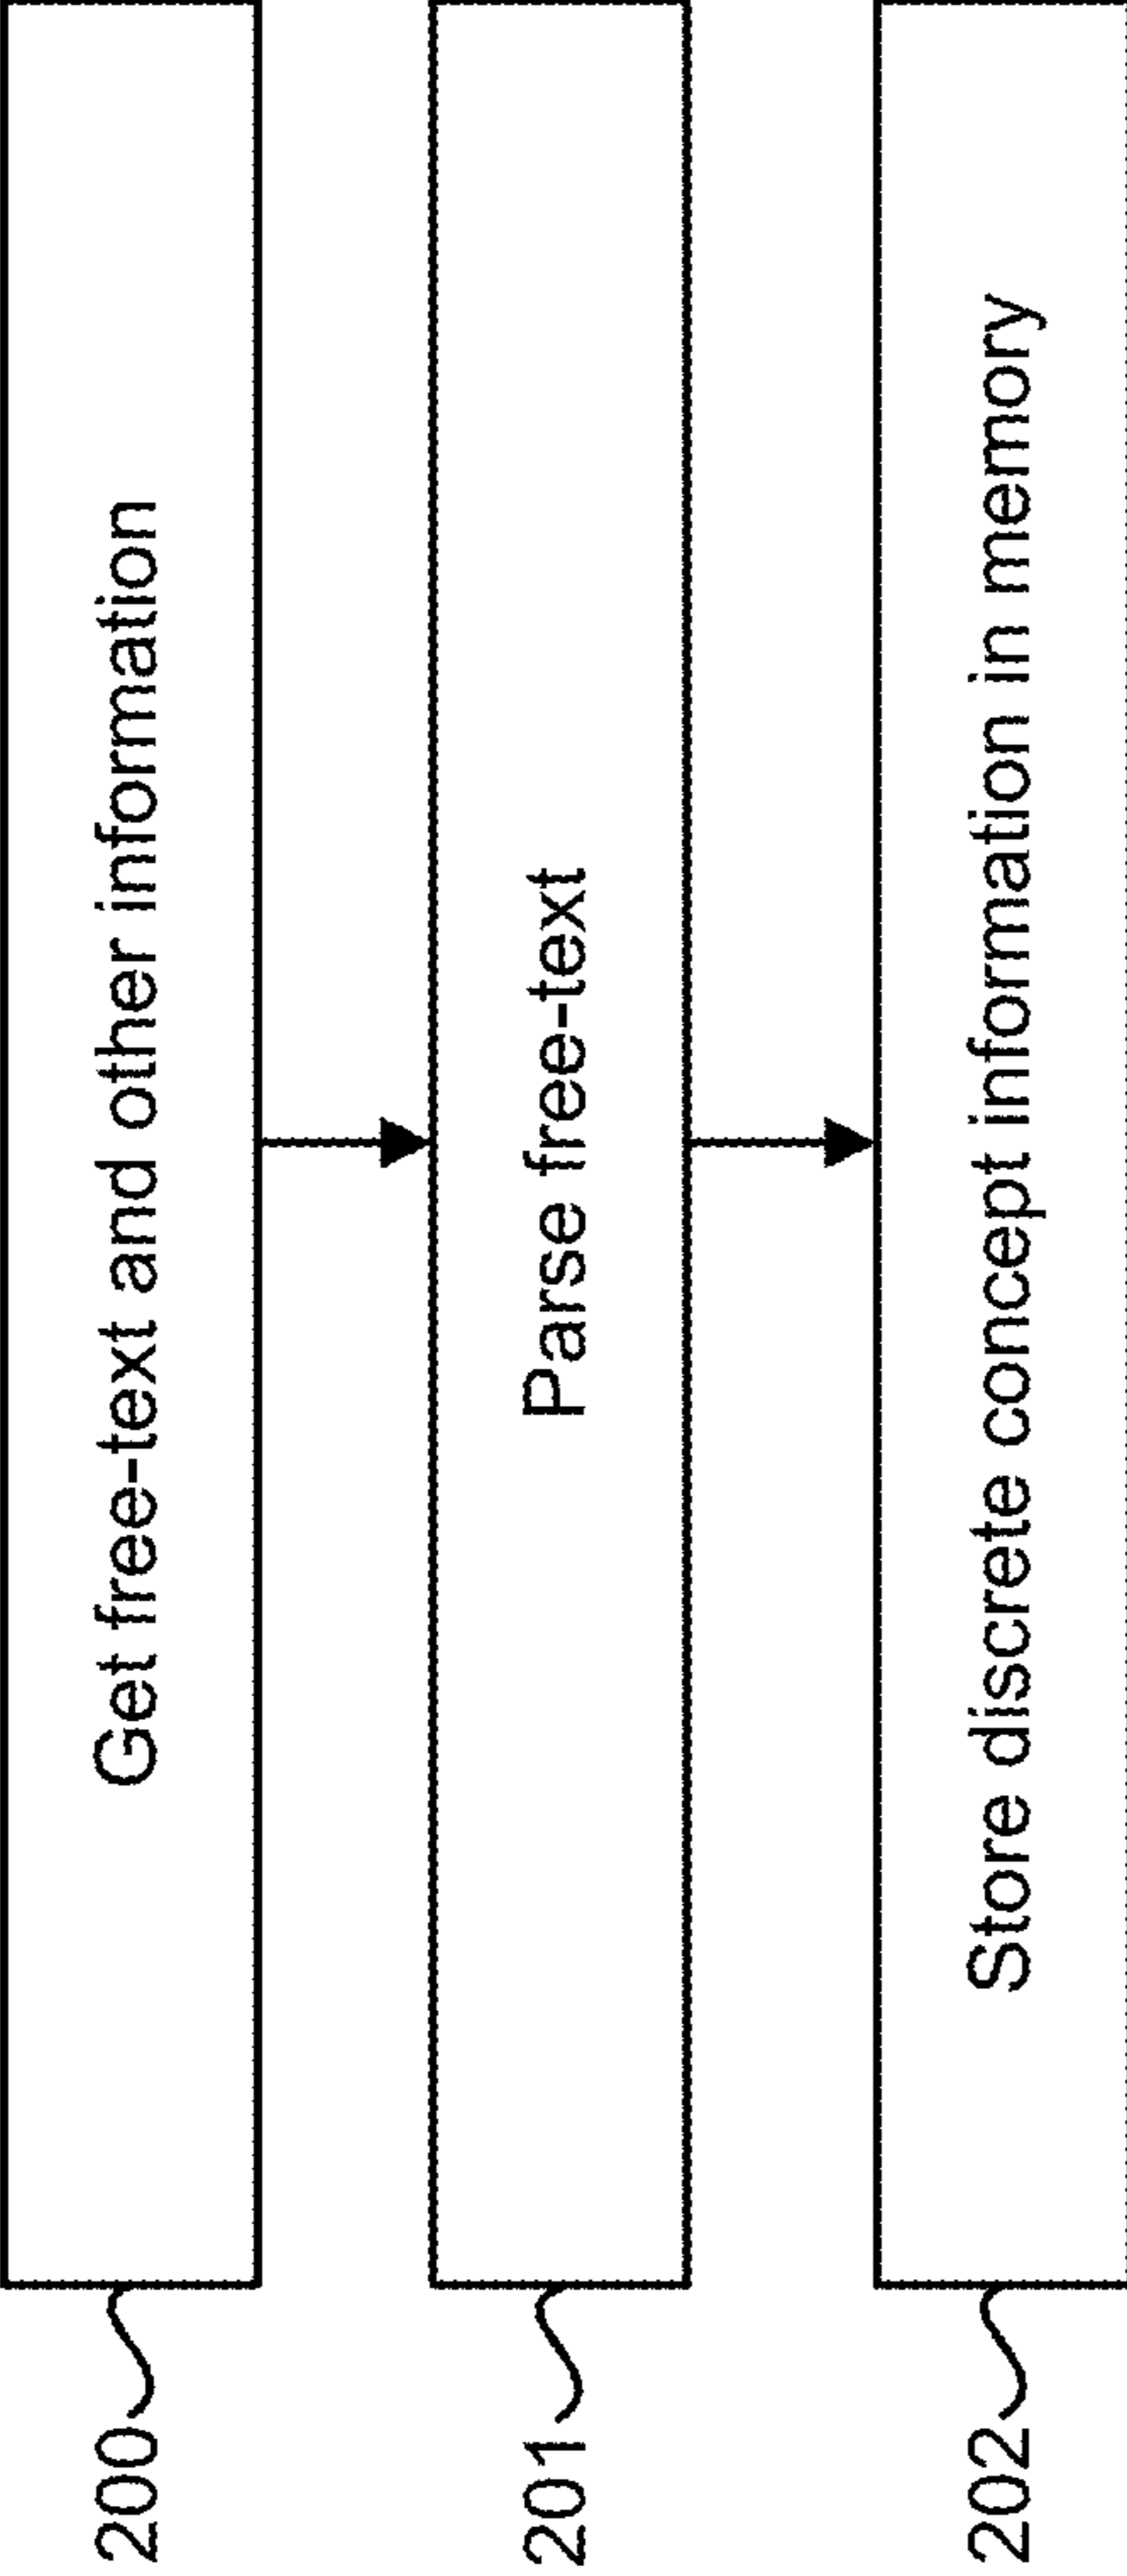 200 Get free-text and other information
201 Parse free-text
202 Store discrete concept information in memory